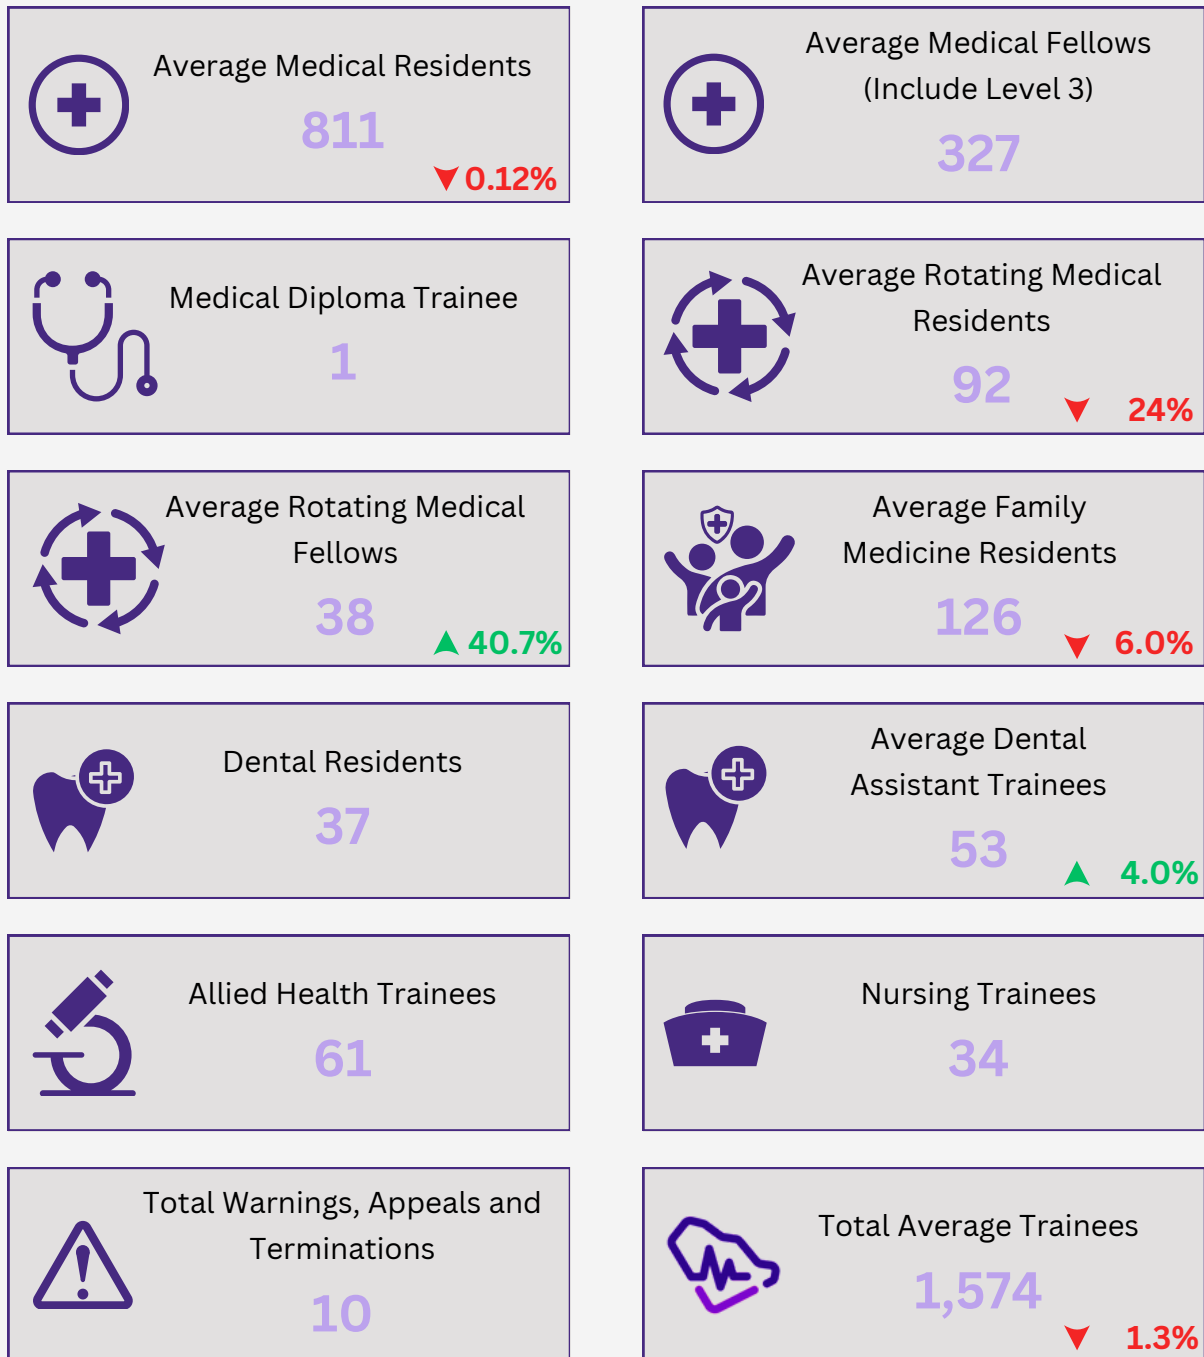 Average Medical Residents
811
0.12%
Average Medical Fellows
(Include Level 3)
327
Medical Diploma Trainee
1
Average Rotating Medical
Residents
92
24%
Average Rotating Medical
Fellows
38
40.7%
Average Family
Medicine Residents
126
6.0%
Dental Residents
37
Average Dental
Assistant Trainees
53
4.0%
Allied Health Trainees
61
Nursing Trainees
34
Total Warnings, Appeals and
Terminations
10
Total Average Trainees
1,574
1.3%